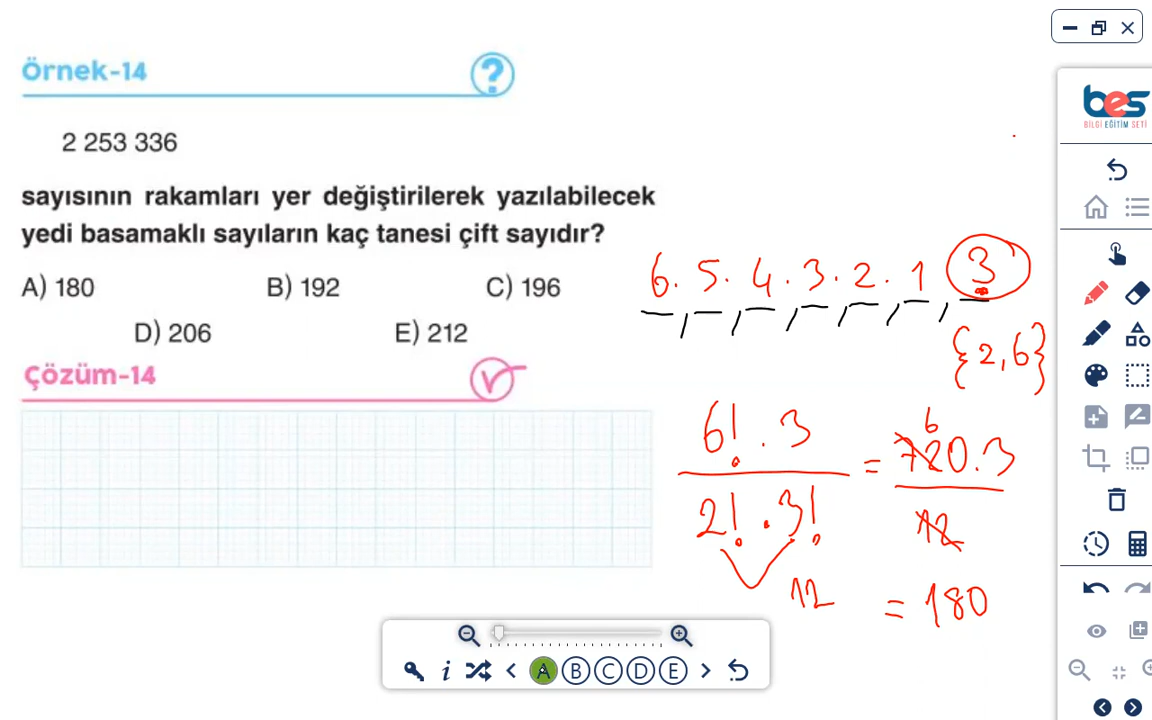 Örnek-14
?
2 253 336
sayısının rakamları yer değiştirilerek yazılabilecek
yedi basamaklı sayıların kaç tanesi çift sayıdır?
A) 180 B) 192 C) 196
D) 206 E) 212
Çözüm-14
6 . 5 . 4 . 3 . 2 . 1 3
{2, 6}
6! . 3 / 2! . 3! = 720 . 3 / 12
6
12
= 180
bes
BİLGİ EĞİTİM SETİ
i < A B C D E >